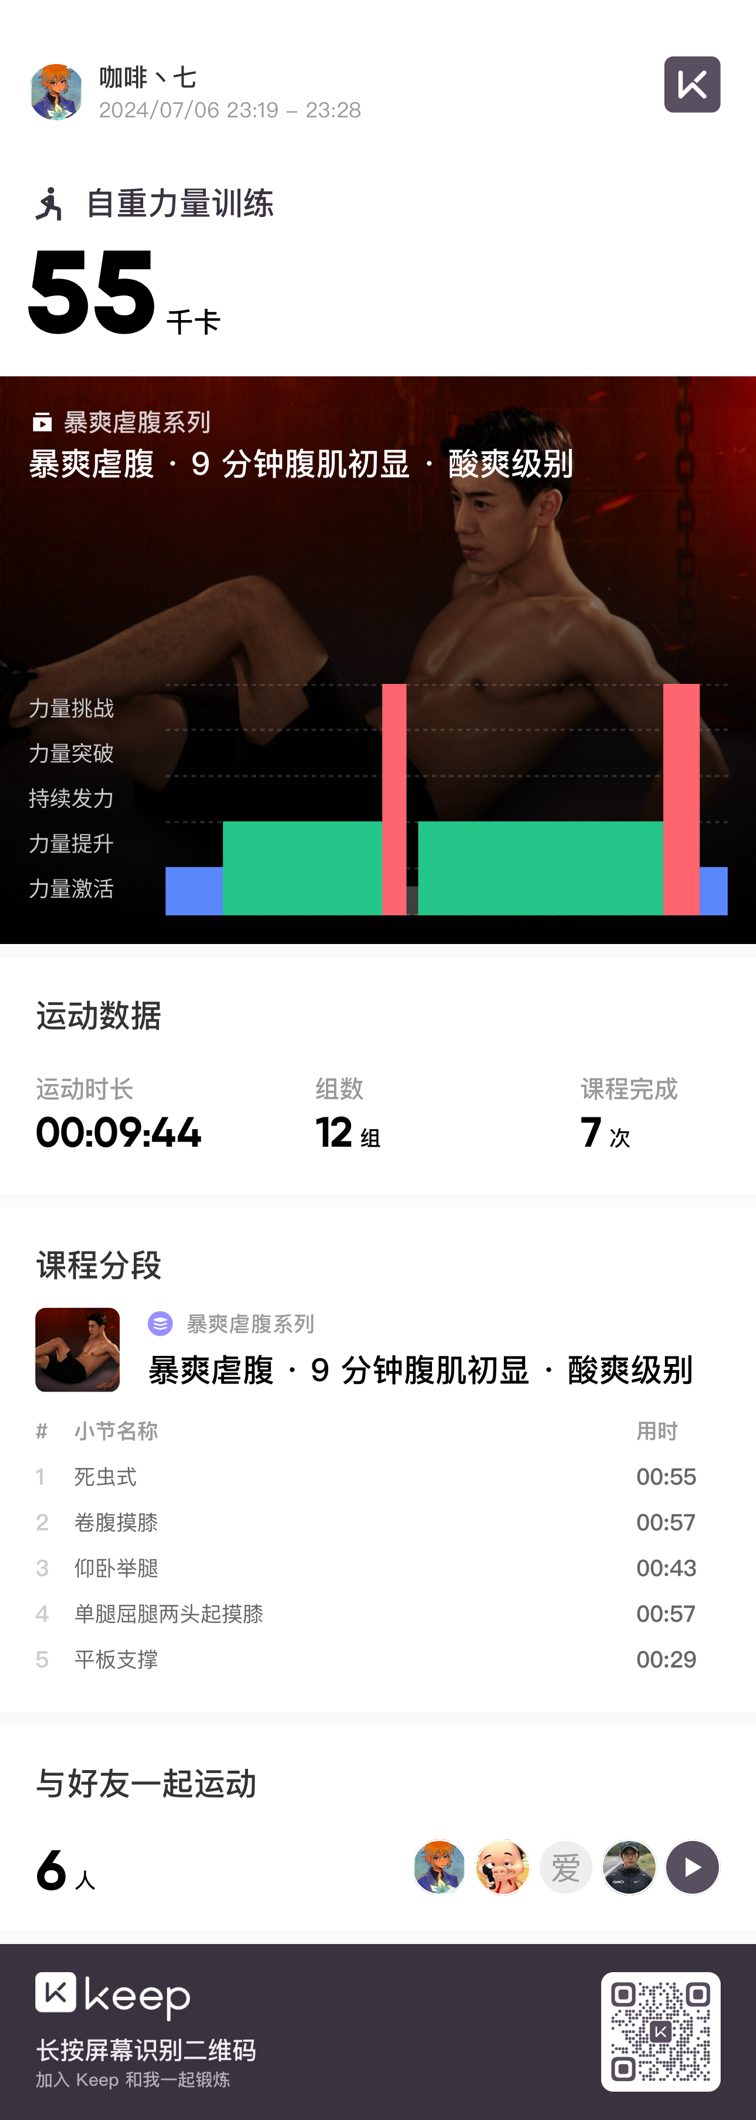 咖啡丶七
2024/07/06 23:19 – 23:28
自重力量训练
55 千卡
暴爽虐腹系列
暴爽虐腹 · 9 分钟腹肌初显 · 酸爽级别
力量挑战
力量突破
持续发力
力量提升
力量激活
运动数据
运动时长 组数 课程完成
00:09:44 12 组 7 次
课程分段
暴爽虐腹系列
暴爽虐腹 · 9 分钟腹肌初显 · 酸爽级别
# 小节名称 用时
1 死虫式 00:55
2 卷腹摸膝 00:57
3 仰卧举腿 00:43
4 单腿屈腿两头起摸膝 00:57
5 平板支撑 00:29
与好友一起运动
6 人 爱
keep
长按屏幕识别二维码
加入 Keep 和我一起锻炼